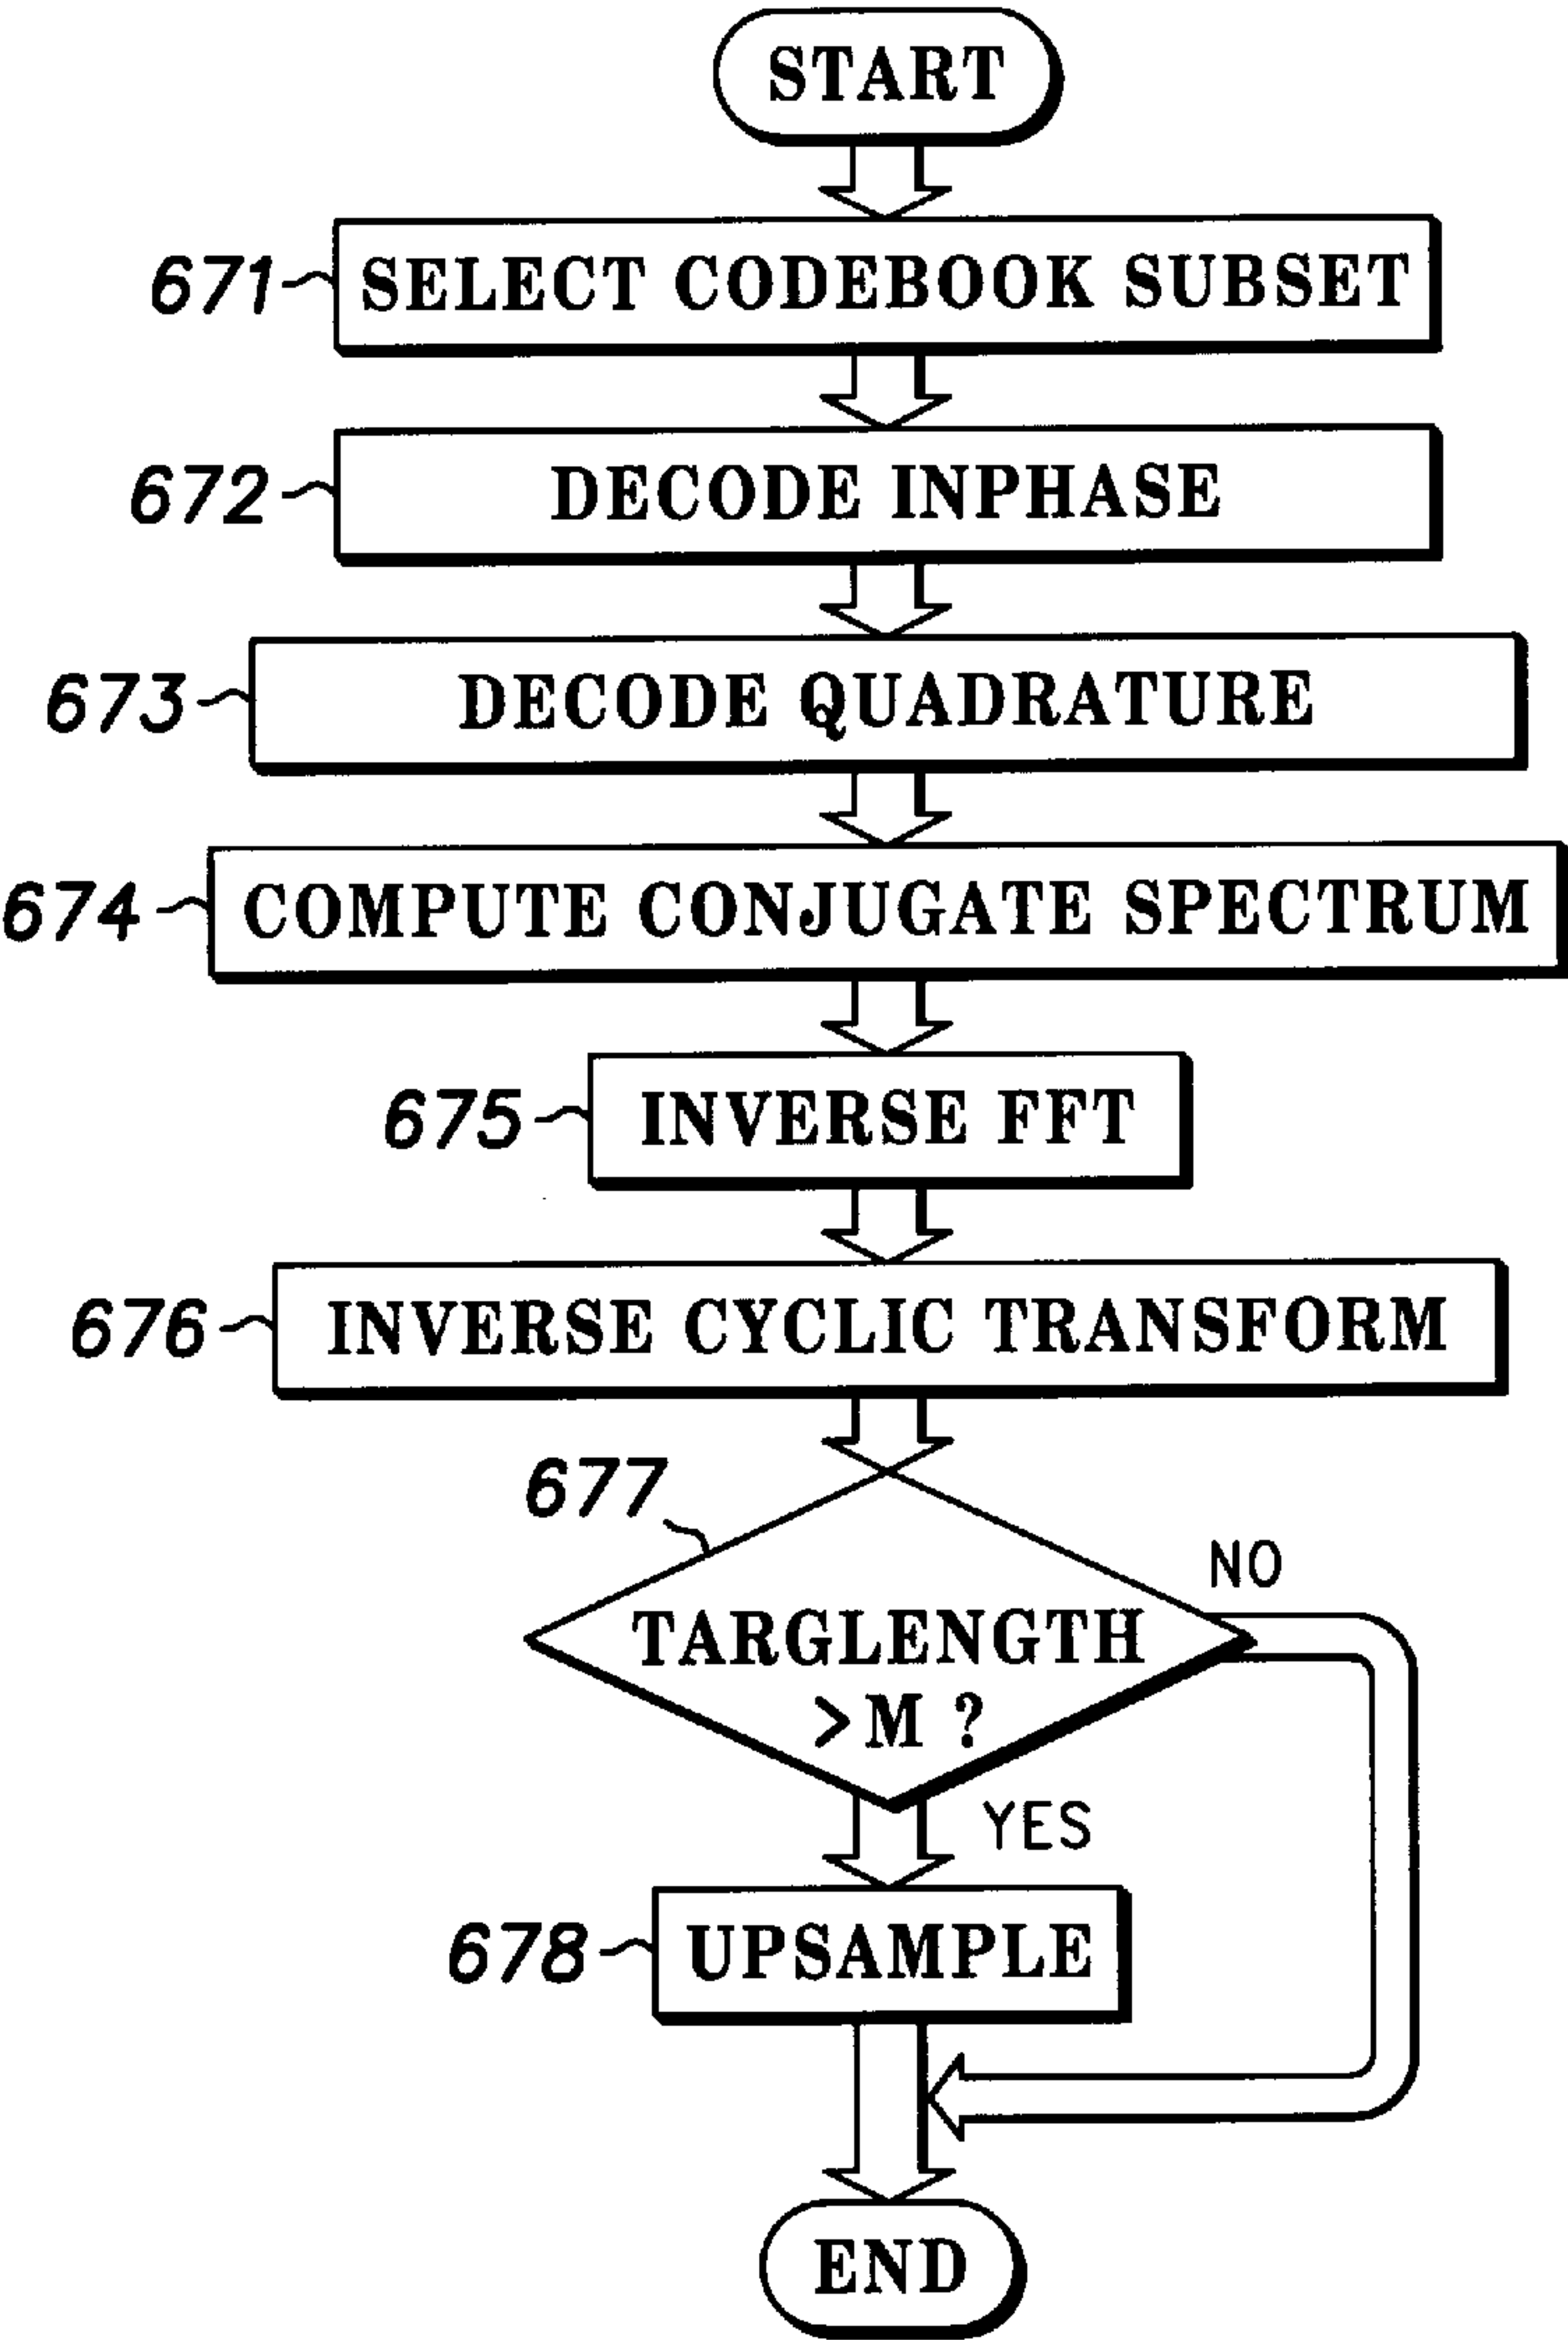 START
671 SELECT CODEBOOK SUBSET
672 DECODE INPHASE
673 DECODE QUADRATURE
674 COMPUTE CONJUGATE SPECTRUM
675 INVERSE FFT
676 INVERSE CYCLIC TRANSFORM
677
NO
TARGLENGTH
>M ?
YES
678 UPSAMPLE
END